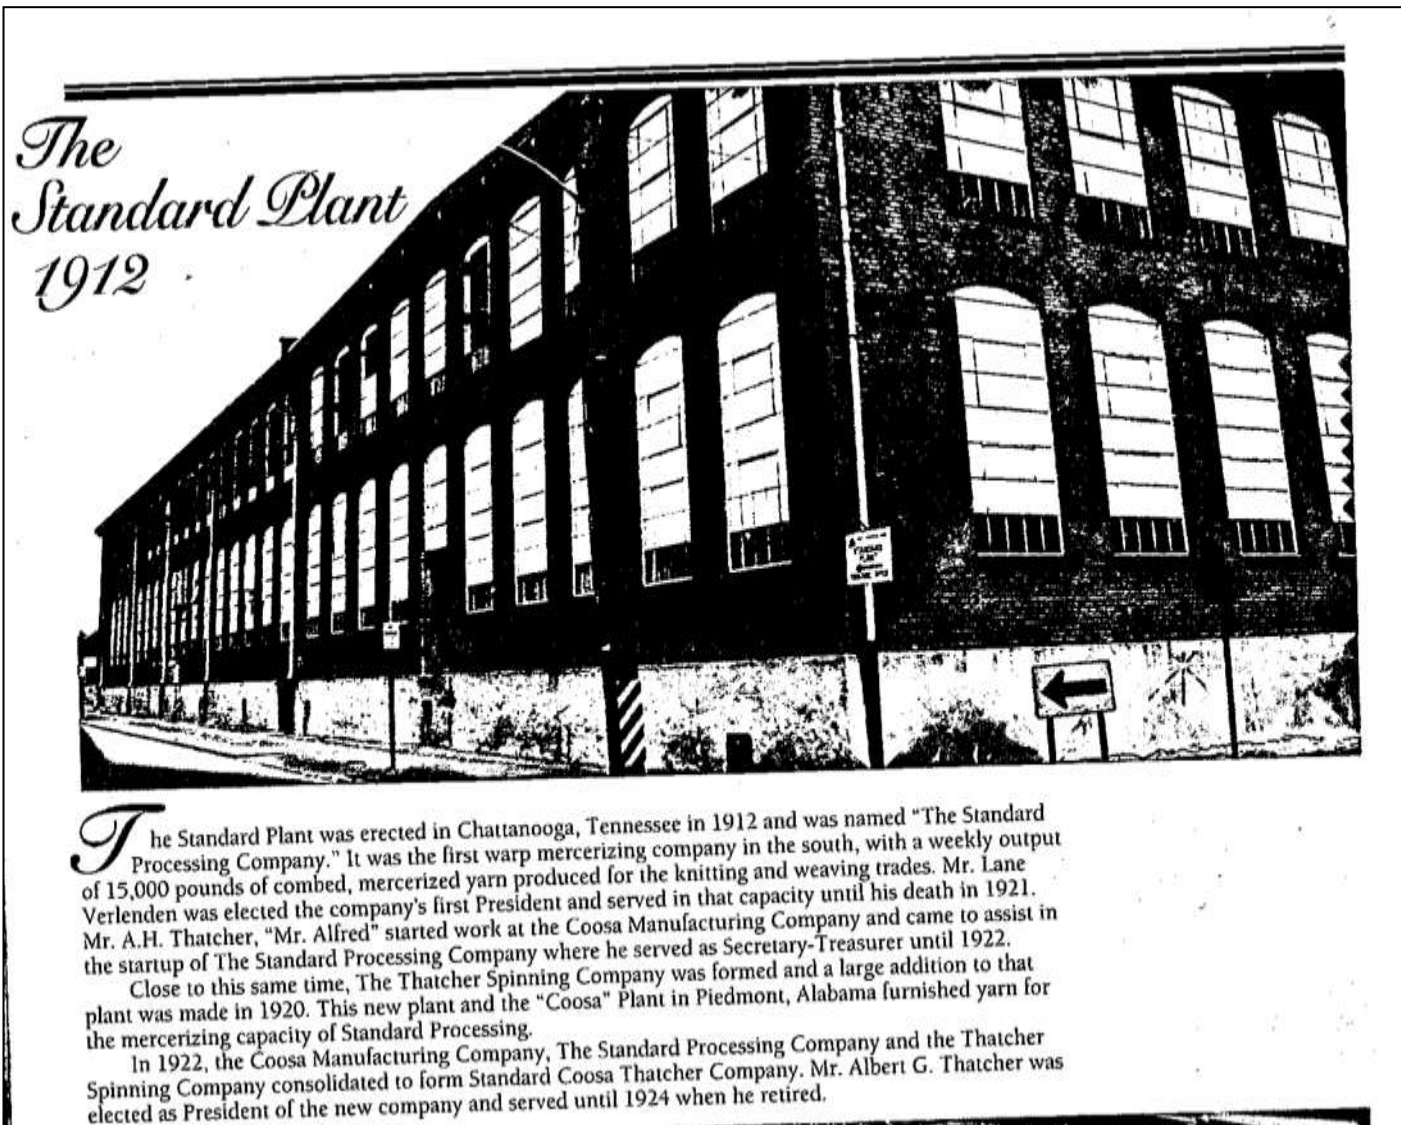 The
Standard Plant
1912
The Standard Plant was erected in Chattanooga, Tennessee in 1912 and was named "The Standard
Processing Company." It was the first warp mercerizing company in the south, with a weekly output
of 15,000 pounds of combed, mercerized yarn produced for the knitting and weaving trades. Mr. Lane
Verlenden was elected the company's first President and served in that capacity until his death in 1921.
Mr. A.H. Thatcher, "Mr. Alfred" started work at the Coosa Manufacturing Company and came to assist in
the startup of The Standard Processing Company where he served as Secretary-Treasurer until 1922.
Close to this same time, The Thatcher Spinning Company was formed and a large addition to that
plant was made in 1920. This new plant and the "Coosa" Plant in Piedmont, Alabama furnished yarn for
the mercerizing capacity of Standard Processing.
In 1922, the Coosa Manufacturing Company, The Standard Processing Company and the Thatcher
Spinning Company consolidated to form Standard Coosa Thatcher Company. Mr. Albert G. Thatcher was
elected as President of the new company and served until 1924 when he retired.